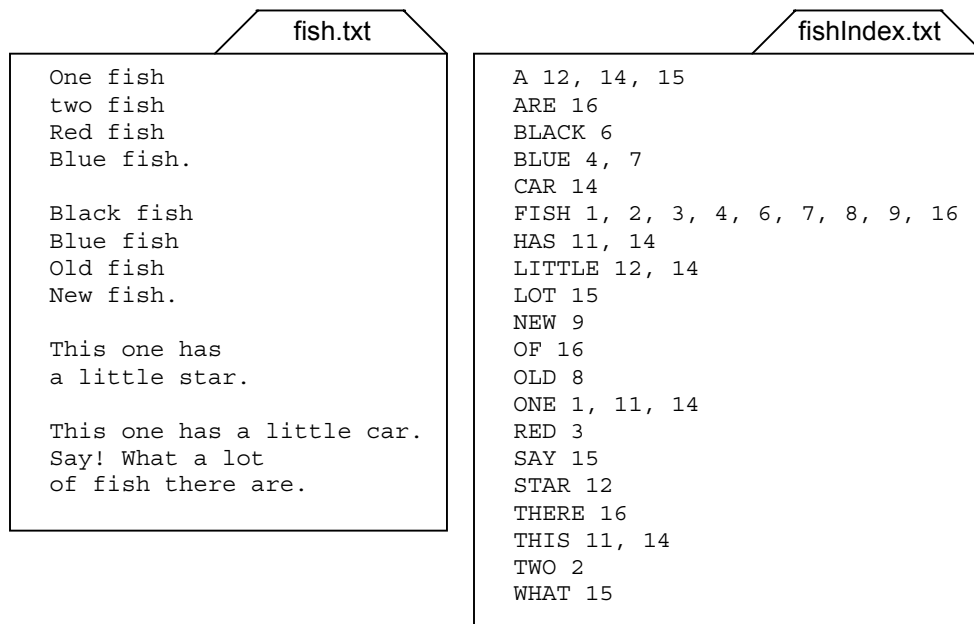 fish.txt
One fish
two fish
Red fish
Blue fish.
Black fish
Blue fish
Old fish
New fish.
This one has
a little star.
This one has a little car.
Say! What a lot
of fish there are.
fishIndex.txt
A 12, 14, 15
ARE 16
BLACK 6
BLUE 4, 7
CAR 14
FISH 1, 2, 3, 4, 6, 7, 8, 9, 16
HAS 11, 14
LITTLE 12, 14
LOT 15
NEW 9
OF 16
OLD 8
ONE 1, 11, 14
RED 3
SAY 15
STAR 12
THERE 16
THIS 11, 14
TWO 2
WHAT 15